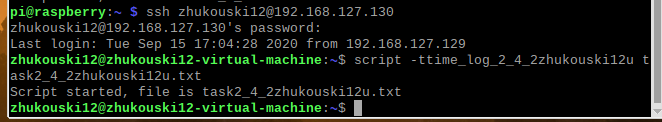 pi@raspberry:~ $ ssh zhukouski12@192.168.127.130
zhukouski12@192.168.127.130's password:
Last login: Tue Sep 15 17:04:28 2020 from 192.168.127.129
zhukouski12@zhukouski12-virtual-machine:~$ script -ttime_log_2_4_2zhukouski12u t
ask2_4_2zhukouski12u.txt
Script started, file is task2_4_2zhukouski12u.txt
zhukouski12@zhukouski12-virtual-machine:~$